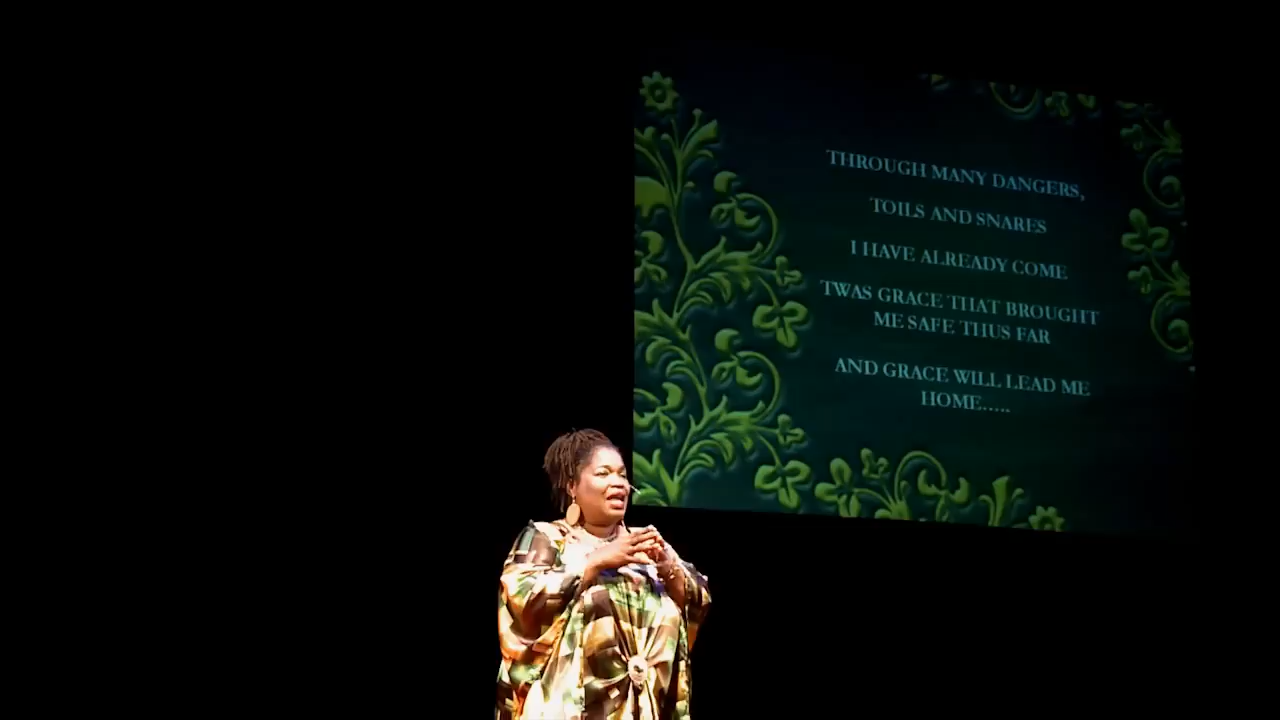 THROUGH MANY DANGERS,
TOILS AND SNARES
I HAVE ALREADY COME
TWAS GRACE THAT BROUGHT
ME SAFE THUS FAR
AND GRACE WILL LEAD ME
HOME.....